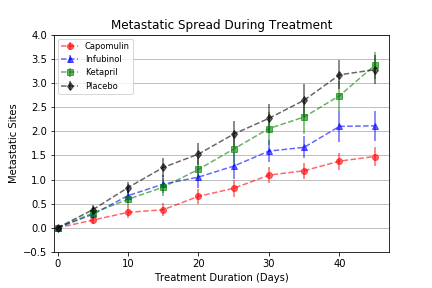 Metastatic Spread During Treatment
4.0
3.5
3.0
2.5
2.0
1.5
1.0
0.5
0.0
−0.5
Metastatic Sites
Capomulin
Infubinol
Ketapril
Placebo
0 10 20 30 40
Treatment Duration (Days)